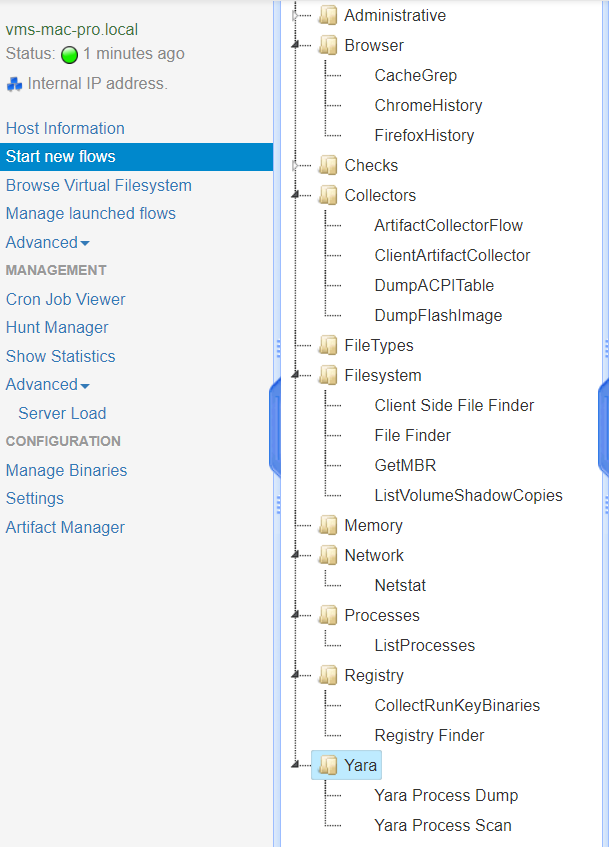 vms-mac-pro.local
Status: 1 minutes ago
Internal IP address.
Host Information
Start new flows
Browse Virtual Filesystem
Manage launched flows
Advanced
MANAGEMENT
Cron Job Viewer
Hunt Manager
Show Statistics
Advanced
Server Load
CONFIGURATION
Manage Binaries
Settings
Artifact Manager
Administrative
Browser
CacheGrep
ChromeHistory
FirefoxHistory
Checks
Collectors
ArtifactCollectorFlow
ClientArtifactCollector
DumpACPITable
DumpFlashImage
FileTypes
Filesystem
Client Side File Finder
File Finder
GetMBR
ListVolumeShadowCopies
Memory
Network
Netstat
Processes
ListProcesses
Registry
CollectRunKeyBinaries
Registry Finder
Yara
Yara Process Dump
Yara Process Scan